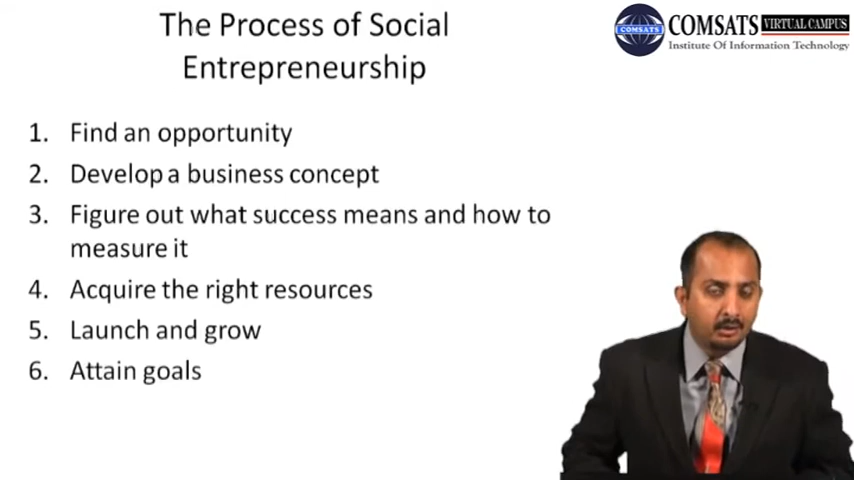 The Process of Social
Entrepreneurship
COMSATS VIRTUAL CAMPUS
Institute Of Information Technology
COMSATS
1. Find an opportunity
2. Develop a business concept
3. Figure out what success means and how to
measure it
4. Acquire the right resources
5. Launch and grow
6. Attain goals